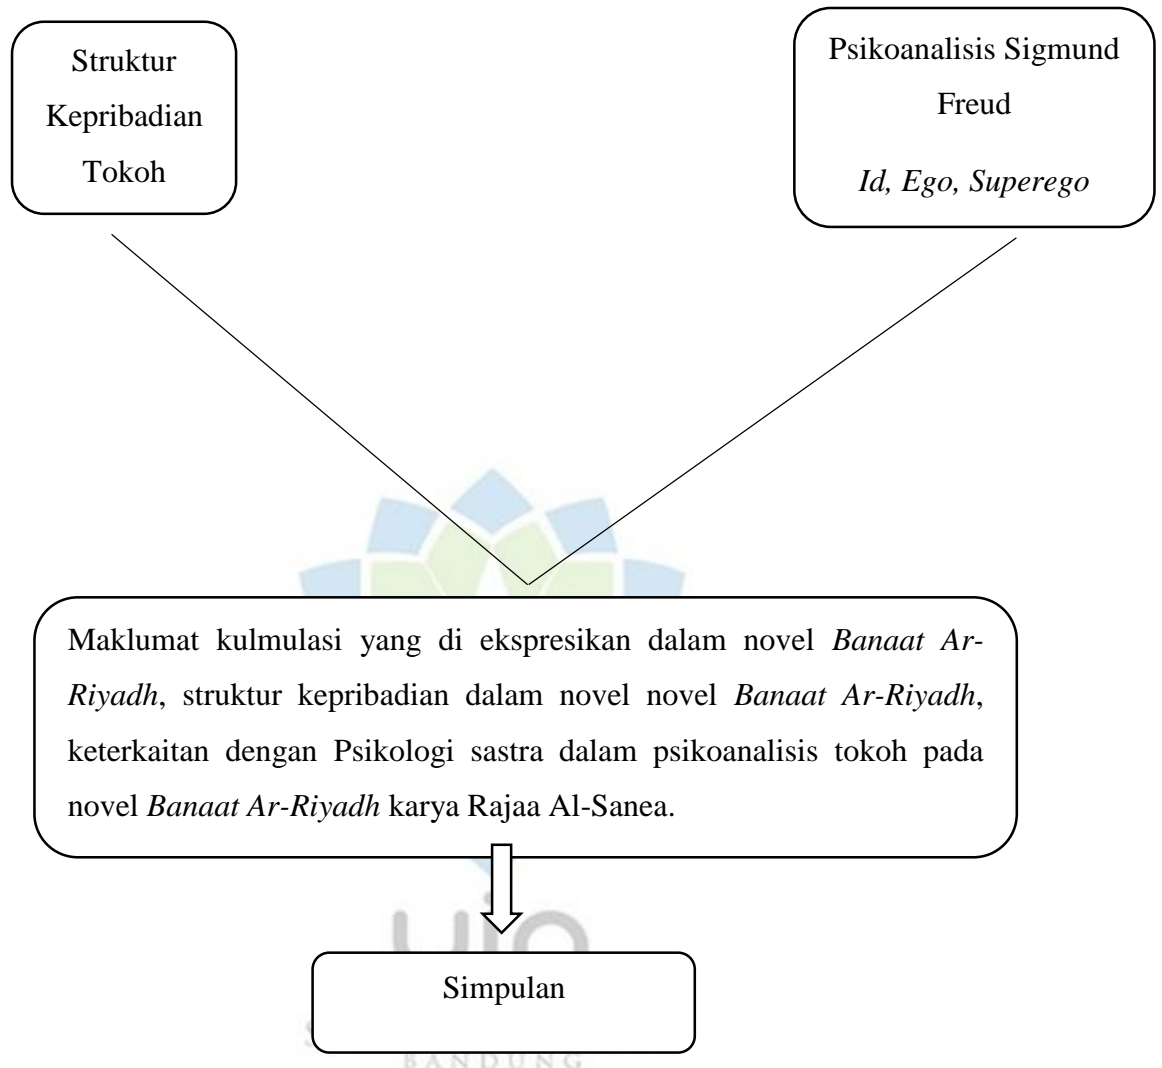 Struktur
Kepribadian
Tokoh
Psikoanalisis Sigmund
Freud
Id, Ego, Superego
Maklumat kulmulasi yang di ekspresikan dalam novel Banaat Ar-
Riyadh, struktur kepribadian dalam novel novel Banaat Ar-Riyadh,
keterkaitan dengan Psikologi sastra dalam psikoanalisis tokoh pada
novel Banaat Ar-Riyadh karya Rajaa Al-Sanea.
uin
Simpulan
BANDUNG